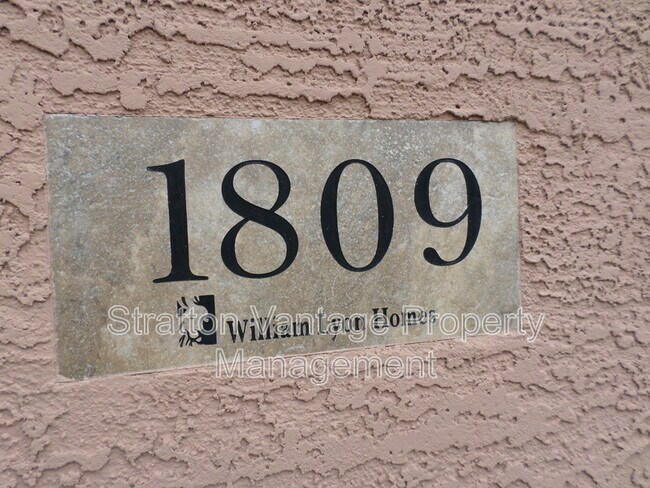 1809
William Lyon Homes
Stratton Vantage Property
Management